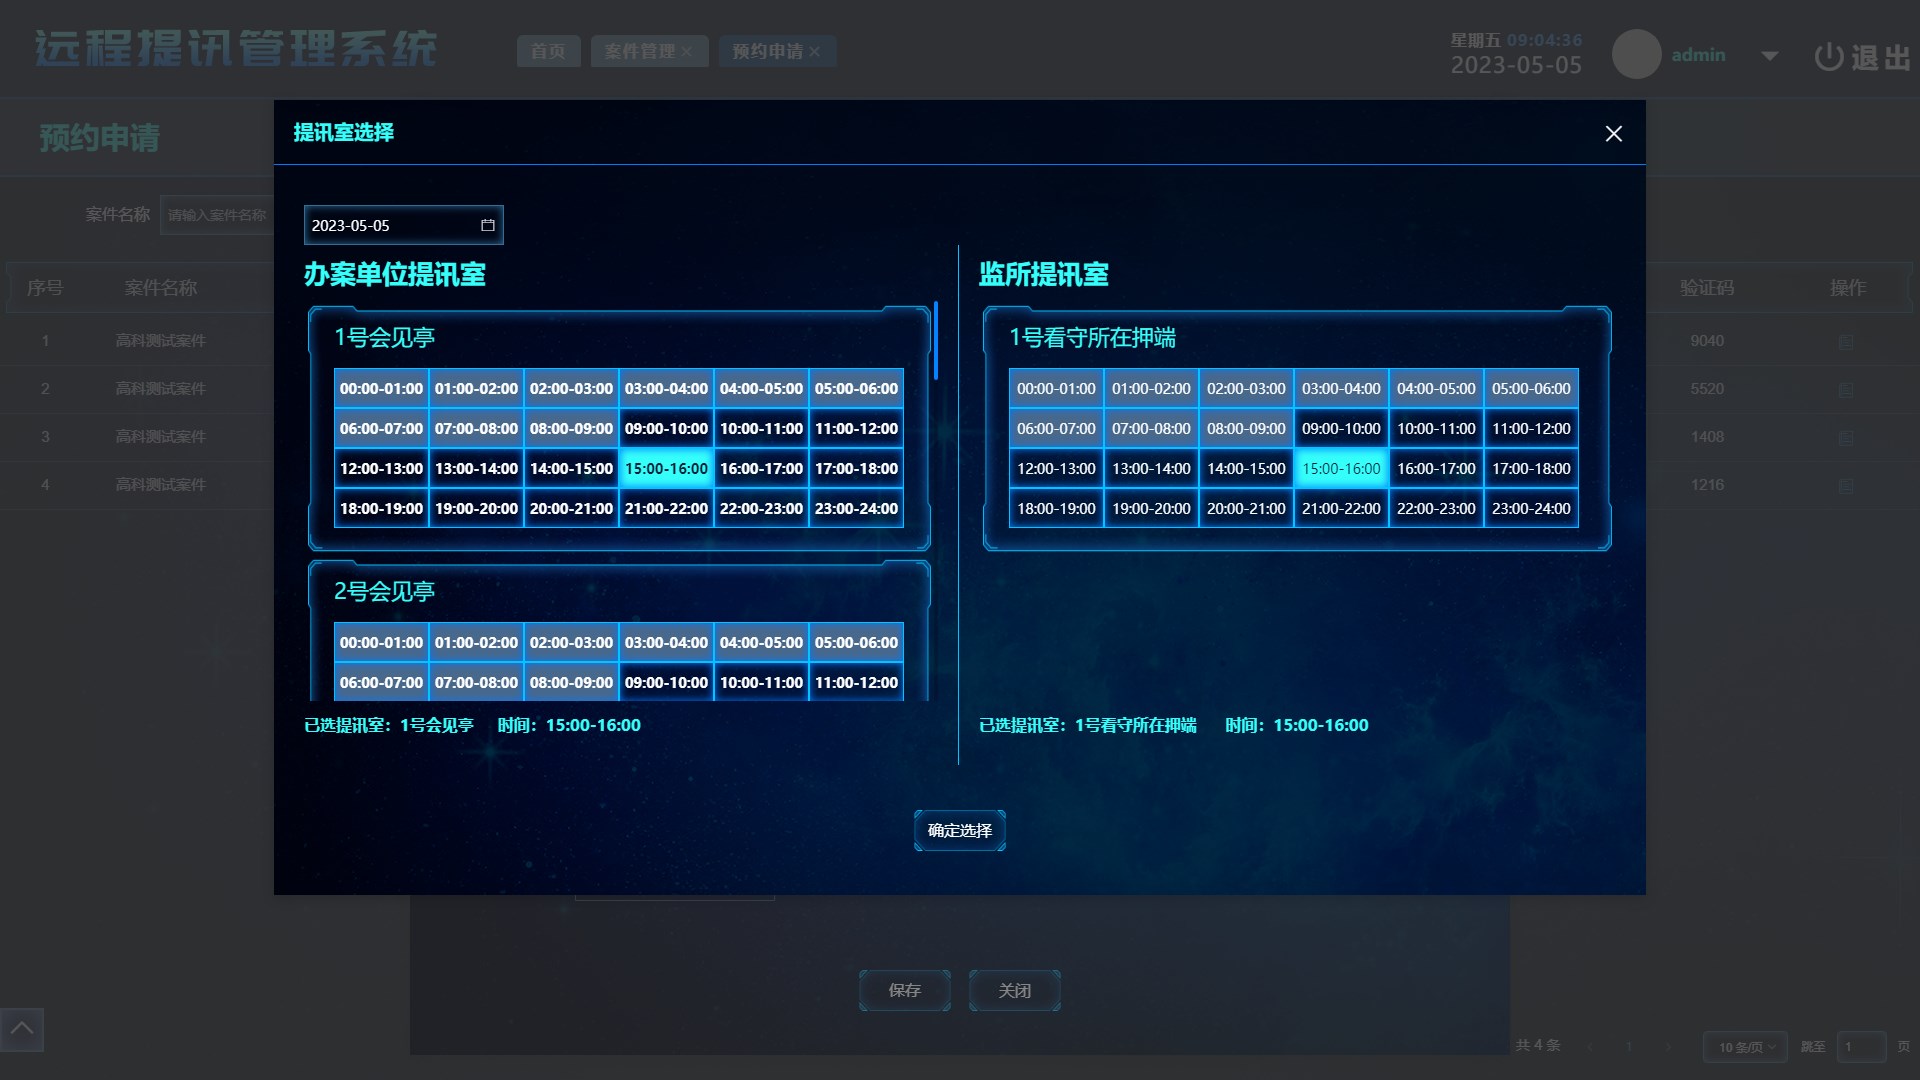 远程提讯管理系统
首页 案件管理 × 预约申请 ×
星期五 09:04:36
2023-05-05
admin
退出
预约申请
提讯室选择
案件名称 请输入案件名称
2023-05-05
序号 案件名称 验证码 操作
1 高科测试案件 9040
2 高科测试案件 5520
3 高科测试案件 1408
4 高科测试案件 1216
办案单位提讯室
1号会见亭
00:00-01:00 01:00-02:00 02:00-03:00 03:00-04:00 04:00-05:00 05:00-06:00
06:00-07:00 07:00-08:00 08:00-09:00 09:00-10:00 10:00-11:00 11:00-12:00
12:00-13:00 13:00-14:00 14:00-15:00 15:00-16:00 16:00-17:00 17:00-18:00
18:00-19:00 19:00-20:00 20:00-21:00 21:00-22:00 22:00-23:00 23:00-24:00
2号会见亭
00:00-01:00 01:00-02:00 02:00-03:00 03:00-04:00 04:00-05:00 05:00-06:00
06:00-07:00 07:00-08:00 08:00-09:00 09:00-10:00 10:00-11:00 11:00-12:00
已选提讯室：1号会见亭 时间：15:00-16:00
监所提讯室
1号看守所在押端
00:00-01:00 01:00-02:00 02:00-03:00 03:00-04:00 04:00-05:00 05:00-06:00
06:00-07:00 07:00-08:00 08:00-09:00 09:00-10:00 10:00-11:00 11:00-12:00
12:00-13:00 13:00-14:00 14:00-15:00 15:00-16:00 16:00-17:00 17:00-18:00
18:00-19:00 19:00-20:00 20:00-21:00 21:00-22:00 22:00-23:00 23:00-24:00
已选提讯室：1号看守所在押端 时间：15:00-16:00
确定选择
保存 关闭
共 4 条 < 1 > 10 条/页 跳至 1 页